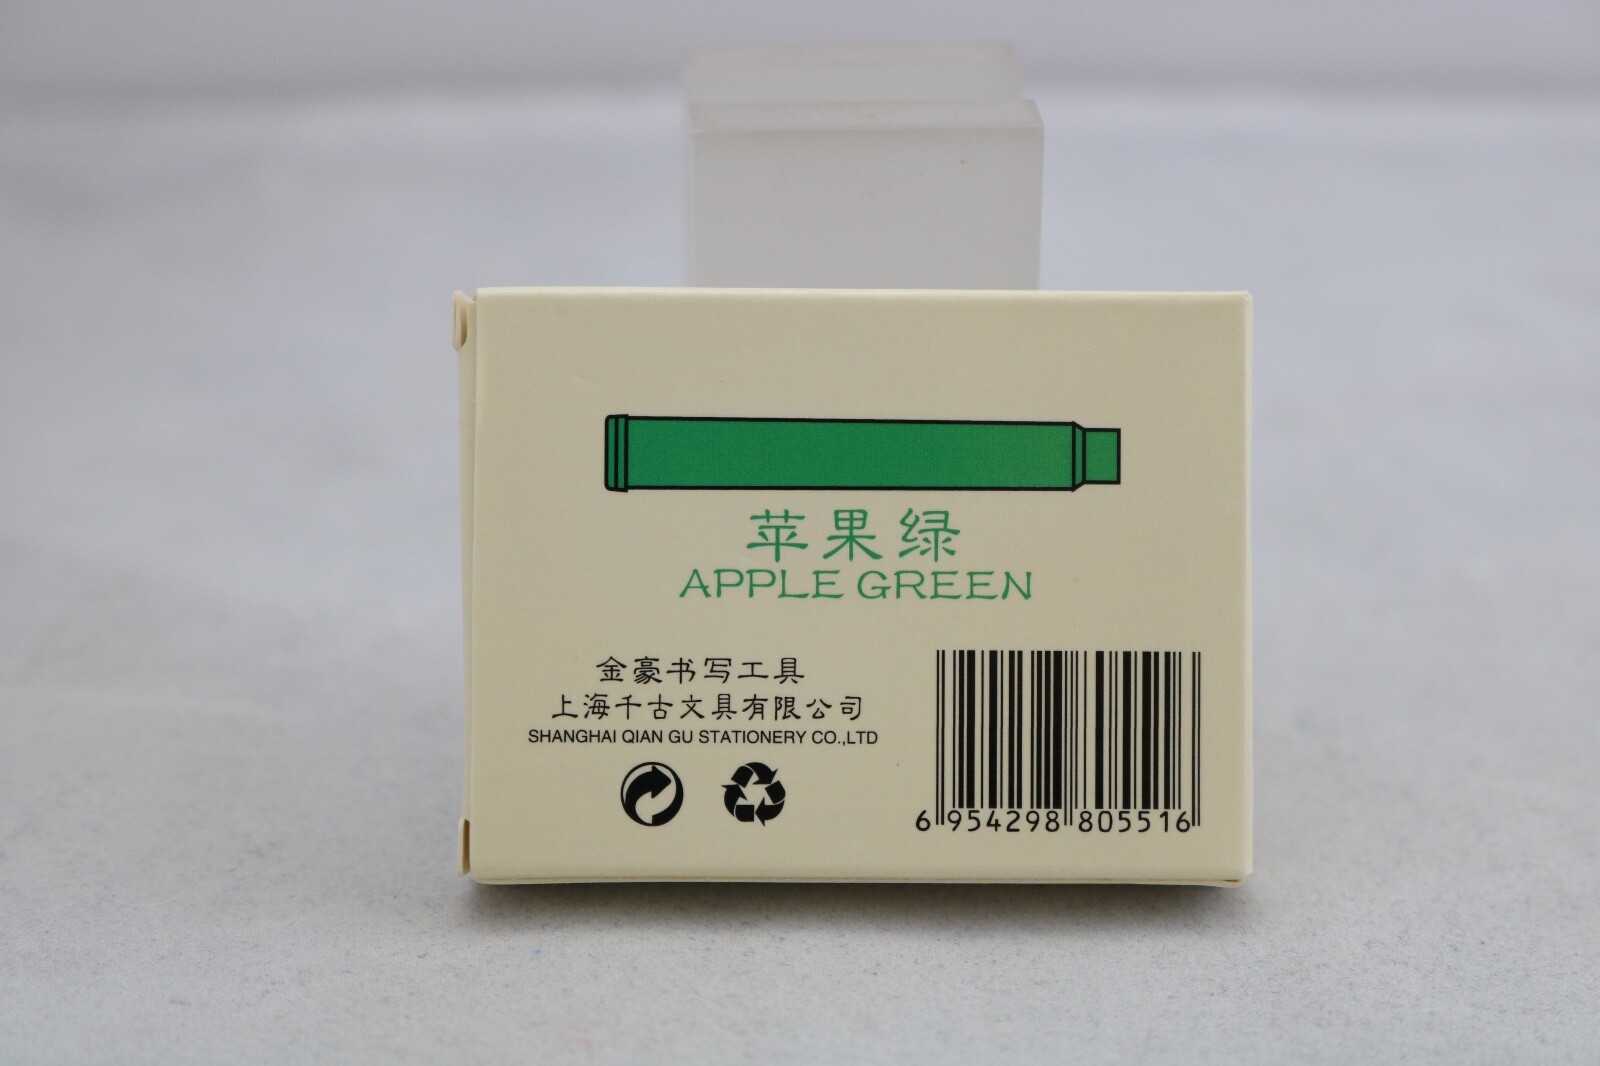 苹果绿
APPLE GREEN
金豪书写工具
上海千古文具有限公司
SHANGHAI QIAN GU STATIONERY CO.,LTD
6 954298 805516